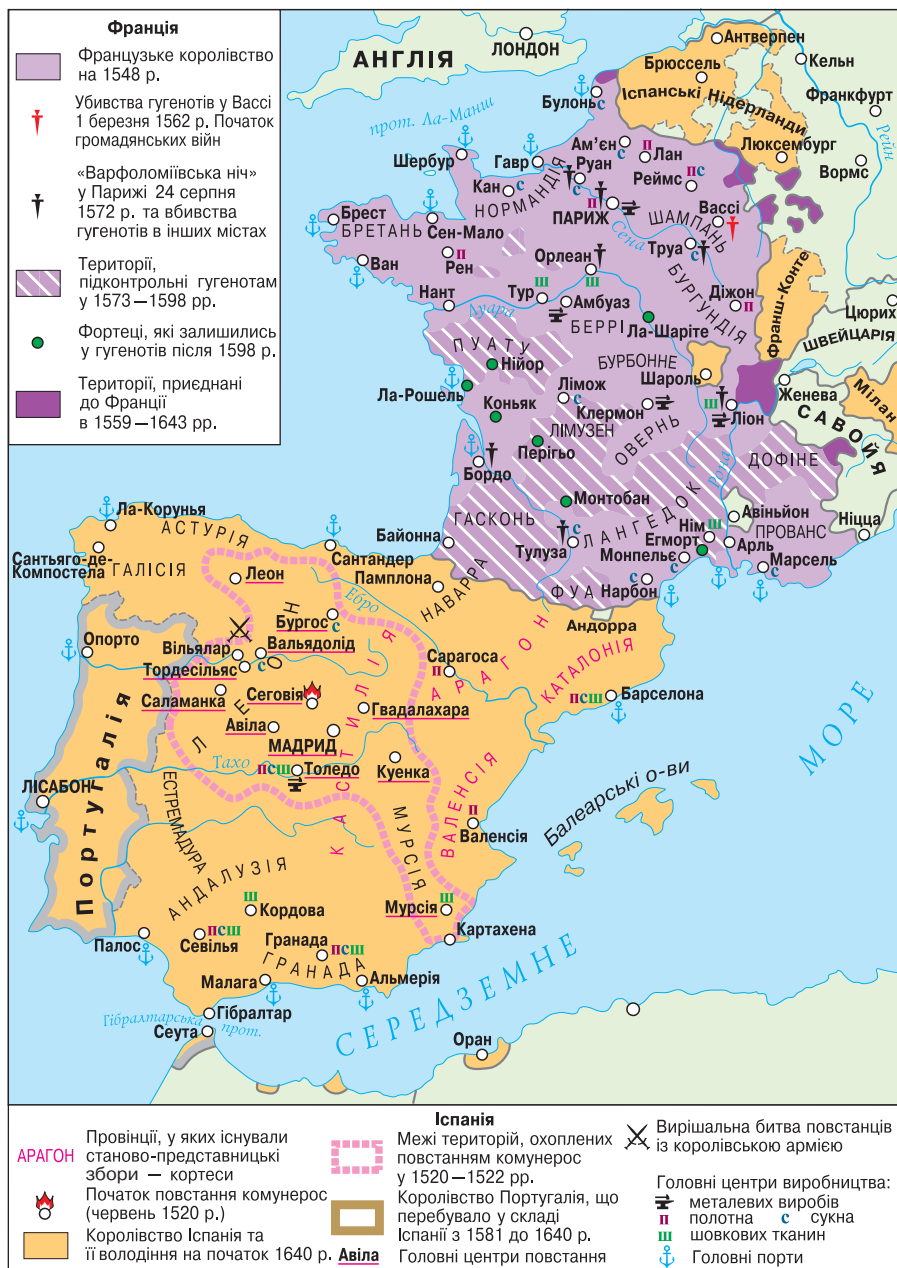 Франція
Французьке королівство
на 1548 р.
Убивства гугенотів у Вассі
1 березня 1562 р. Початок
громадянських війн
«Варфоломіївська ніч»
у Парижі 24 серпня
1572 р. та вбивства
гугенотів в інших містах
Території,
підконтрольні гугенотам
у 1573—1598 рр.
Фортеці, які залишились
у гугенотів після 1598 р.
Території, приєднані
до Франції
в 1559—1643 рр.
АНГЛІЯ
ЛОНДОН
Антверпен
Брюссель
Кельн
Іспанські Нідерланди
Франкфурт
Рейн
Люксембург
Вормс
прот. Ла-Манш
Булонь
с
Ам'єн
с
п
Лан
Шербур
Гавр
Руан
с
Реймс
п с
Кан
с
НОРМАНДІЯ
ПАРИЖ
п
ШАМПАНЬ
Вассі
Сена
Труа
с
Брест
БРЕТАНЬ
Сен-Мало
Ван
Рен
п
Орлеан
ш
Тур
ш
Амбуаз
БУРГУНДІЯ
Діжон
п
Франш-Конте
Нант
Луара
БЕРРІ
Ла-Шаріте
Цюрих
ШВЕЙЦАРІЯ
ПУАТУ
Нійор
БУРБОННЕ
Шароль
Ла-Рошель
Лімож
с
Коньяк
Клермон
ЛІМУЗЕН
ш
Ліон
Женева
Мілан
САВОЙЯ
ОВЕРНЬ
Перігьо
Бордо
ДОФІНЕ
Рона
Монтобан
ГАСКОНЬ
ЛАНГЕДОК
Нім
ш
Авіньйон
ПРОВАНС
Ніцца
Байонна
Тулуза
с
Егморт
Монпельє
с
Арль
Марсель
с
ФУА
Нарбон
с
Андорра
Ла-Корунья
АСТУРІЯ
Сантьяго-де-
Компостела
ГАЛІСІЯ
Леон
Сантандер
Памплона
НАВАРРА
Ебро
Бургос
с
Опорто
Вільялар
Вальядолід
с
Тордесільяс
Саламанка
Сеговія
ЛЕОН
Авіла
МАДРИД
Гвадалахара
КАСТИЛІЯ
Сарагоса
п
АРАГОН
КАТАЛОНІЯ
псш
Барселона
Тахо
псш
Толедо
Куенка
ЛІСАБОН
Португалія
ЕСТРЕМАДУРА
ВАЛЕНСІЯ
п
Валенсія
Балеарські о-ви
МОРЕ
МУРСІЯ
АНДАЛУЗІЯ
ш
Кордова
Мурсія
ш
Картахена
Палос
Севілья
псш
Гранада
псш
ГРАНАДА
Малага
Альмерія
СЕРЕДЗЕМНЕ
Гібралтар
Гібралтарська
прот.
Сеута
Оран
Іспанія
АРАГОН
Провінції, у яких існували
станово-представницькі
збори — кортеси
Початок повстання комунерос
(червень 1520 р.)
Королівство Іспанія та
її володіння на початок 1640 р.
Межі територій, охоплених
повстанням комунерос
у 1520—1522 рр.
Королівство Португалія, що
перебувало у складі
Іспанії з 1581 до 1640 р.
Авіла
Головні центри повстання
Вирішальна битва повстанців
із королівською армією
Головні центри виробництва:
металевих виробів
п полотна с сукна
ш шовкових тканин
Головні порти